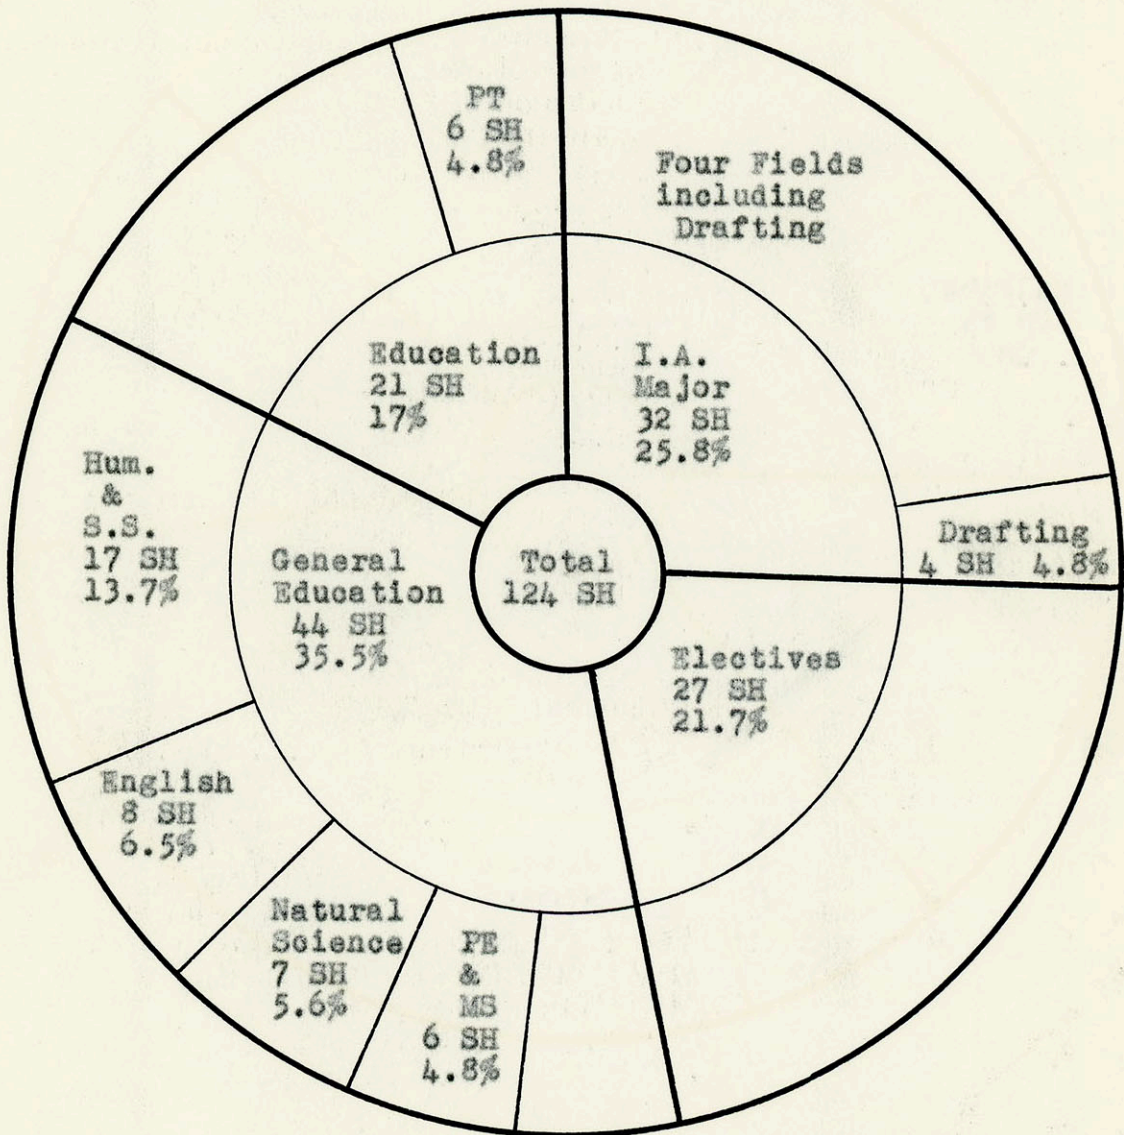 PT
6 SH
4.8%
Four Fields
including
Drafting
Education
21 SH
17%
I.A.
Major
32 SH
25.8%
Hum.
&
S.S.
17 SH
13.7%
General
Education
44 SH
35.5%
Total
124 SH
Drafting
4 SH 4.8%
Electives
27 SH
21.7%
English
8 SH
6.5%
Natural
Science
7 SH
5.6%
PE
&
MS
6 SH
4.8%